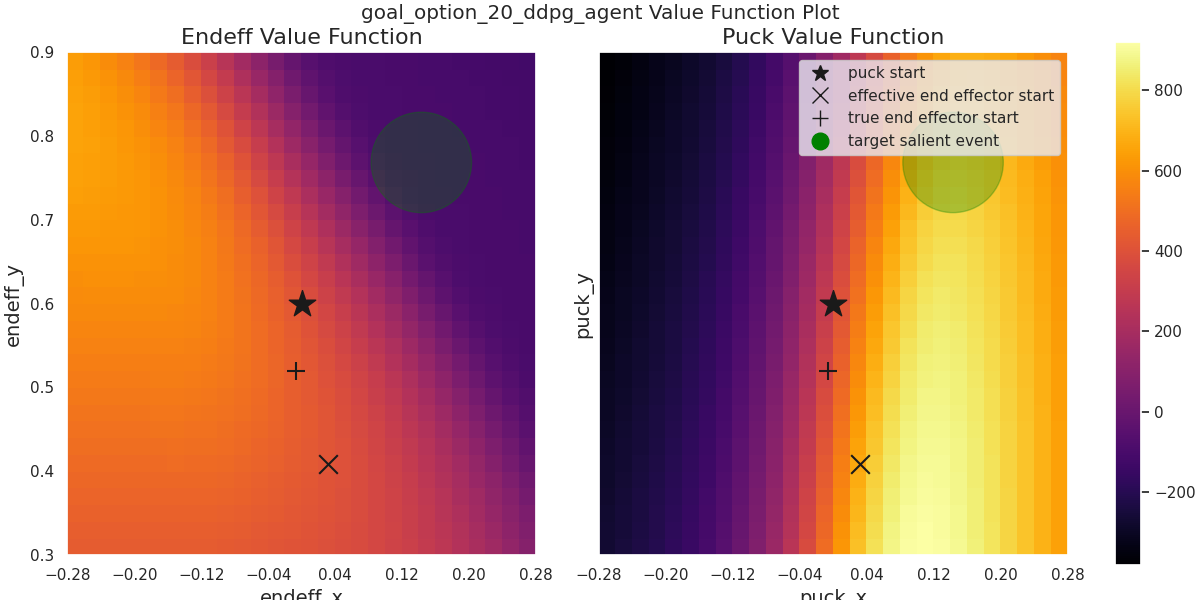 goal_option_20_ddpg_agent Value Function Plot
Endeff Value Function
Puck Value Function
0.9
0.8
0.7
0.6
0.5
0.4
0.3
endeff_y
−0.28
−0.20
−0.12
−0.04
0.04
0.12
0.20
0.28
endeff_x
puck start
effective end effector start
true end effector start
target salient event
puck_y
−0.28
−0.20
−0.12
−0.04
0.04
0.12
0.20
0.28
puck_x
800
600
400
200
0
−200